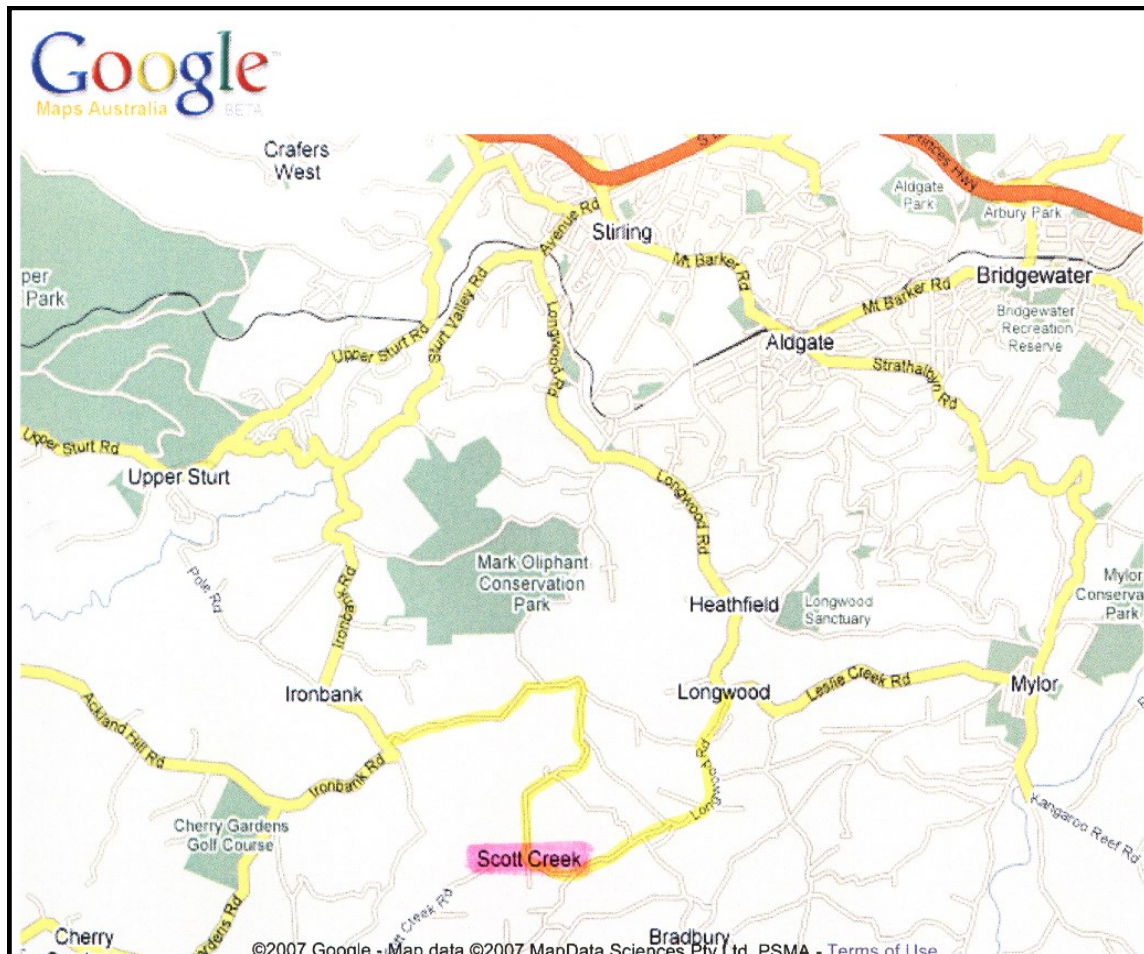 Google™
Maps Australia BETA
Crafers
West
Princes Hwy
Aldgate
Park
Arbury Park
Avenue Rd
Stirling
Mt Barker Rd
Bridgewater
Mt Barker Rd
Bridgewater
Recreation
Reserve
Park
Sturt Valley Rd
Upper Sturt Rd
Longwood Rd
Aldgate
Strathalbyn Rd
Upper Sturt Rd
Upper Sturt
Longwood Rd
Mark Oliphant
Conservation
Park
Pole Rd
Ironbank Rd
Heathfield
Longwood
Sanctuary
Mylor
Park
Ironbank
Longwood
Leslie Creek Rd
Mylor
Ackland Hill Rd
Ironbank Rd
Longwood Rd
Kangaroo Reef Rd
Cherry Gardens
Golf Course
Scott Creek
Creek Rd
Cherry
Bradbury
©2007 Google - Map data ©2007 MapData Sciences Pty Ltd, PSMA - Terms of Use